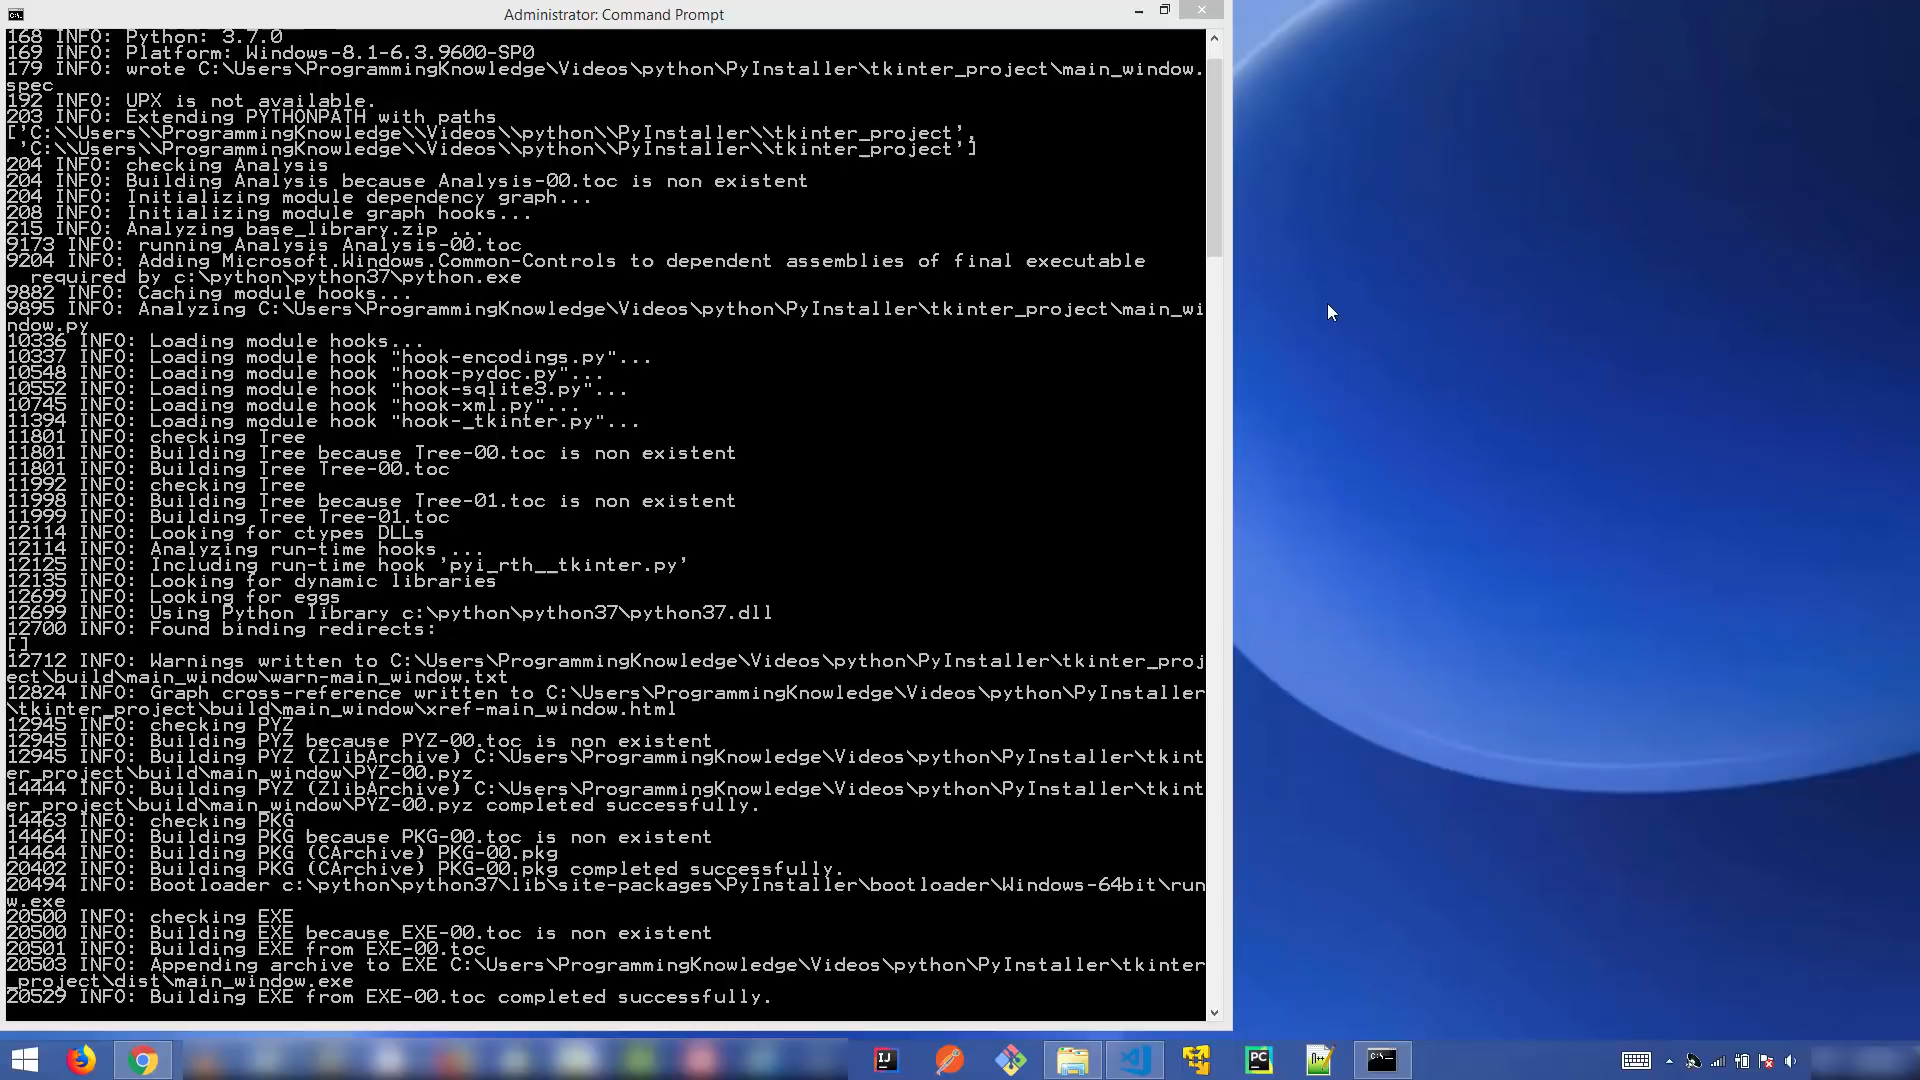 Administrator: Command Prompt
168 INFO: Python: 3.7.0
169 INFO: Platform: Windows-8.1-6.3.9600-SP0
179 INFO: wrote C:\Users\ProgrammingKnowledge\Videos\python\PyInstaller\tkinter_project\main_window.
spec
192 INFO: UPX is not available.
203 INFO: Extending PYTHONPATH with paths
['C:\\Users\\ProgrammingKnowledge\\Videos\\python\\PyInstaller\\tkinter_project',
 'C:\\Users\\ProgrammingKnowledge\\Videos\\python\\PyInstaller\\tkinter_project']
204 INFO: checking Analysis
204 INFO: Building Analysis because Analysis-00.toc is non existent
204 INFO: Initializing module dependency graph...
208 INFO: Initializing module graph hooks...
215 INFO: Analyzing base_library.zip ...
9173 INFO: running Analysis Analysis-00.toc
9204 INFO: Adding Microsoft.Windows.Common-Controls to dependent assemblies of final executable
  required by c:\python\python37\python.exe
9882 INFO: Caching module hooks...
9895 INFO: Analyzing C:\Users\ProgrammingKnowledge\Videos\python\PyInstaller\tkinter_project\main_wi
ndow.py
10336 INFO: Loading module hooks...
10337 INFO: Loading module hook "hook-encodings.py"...
10548 INFO: Loading module hook "hook-pydoc.py"...
10552 INFO: Loading module hook "hook-sqlite3.py"...
10745 INFO: Loading module hook "hook-xml.py"...
11394 INFO: Loading module hook "hook-_tkinter.py"...
11801 INFO: checking Tree
11801 INFO: Building Tree because Tree-00.toc is non existent
11801 INFO: Building Tree Tree-00.toc
11992 INFO: checking Tree
11998 INFO: Building Tree because Tree-01.toc is non existent
11999 INFO: Building Tree Tree-01.toc
12114 INFO: Looking for ctypes DLLs
12114 INFO: Analyzing run-time hooks ...
12125 INFO: Including run-time hook 'pyi_rth__tkinter.py'
12135 INFO: Looking for dynamic libraries
12699 INFO: Looking for eggs
12699 INFO: Using Python library c:\python\python37\python37.dll
12700 INFO: Found binding redirects:
[]
12712 INFO: Warnings written to C:\Users\ProgrammingKnowledge\Videos\python\PyInstaller\tkinter_proj
ect\build\main_window\warn-main_window.txt
12824 INFO: Graph cross-reference written to C:\Users\ProgrammingKnowledge\Videos\python\PyInstaller
\tkinter_project\build\main_window\xref-main_window.html
12945 INFO: checking PYZ
12945 INFO: Building PYZ because PYZ-00.toc is non existent
12945 INFO: Building PYZ (ZlibArchive) C:\Users\ProgrammingKnowledge\Videos\python\PyInstaller\tkint
er_project\build\main_window\PYZ-00.pyz
14444 INFO: Building PYZ (ZlibArchive) C:\Users\ProgrammingKnowledge\Videos\python\PyInstaller\tkint
er_project\build\main_window\PYZ-00.pyz completed successfully.
14463 INFO: checking PKG
14464 INFO: Building PKG because PKG-00.toc is non existent
14464 INFO: Building PKG (CArchive) PKG-00.pkg
20402 INFO: Building PKG (CArchive) PKG-00.pkg completed successfully.
20494 INFO: Bootloader c:\python\python37\lib\site-packages\PyInstaller\bootloader\Windows-64bit\run
w.exe
20500 INFO: checking EXE
20500 INFO: Building EXE because EXE-00.toc is non existent
20501 INFO: Building EXE from EXE-00.toc
20503 INFO: Appending archive to EXE C:\Users\ProgrammingKnowledge\Videos\python\PyInstaller\tkinter
_project\dist\main_window.exe
20529 INFO: Building EXE from EXE-00.toc completed successfully.